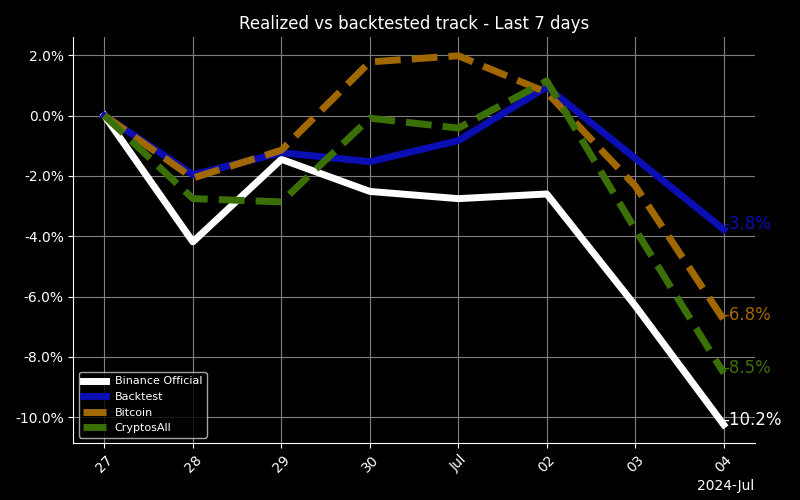 Realized vs backtested track - Last 7 days
2.0%
0.0%
-2.0%
-4.0%
-6.0%
-8.0%
-10.0%
-3.8%
-6.8%
-8.5%
-10.2%
Binance Official
Backtest
Bitcoin
CryptosAll
27
28
29
30
Jul
02
03
04
2024-Jul